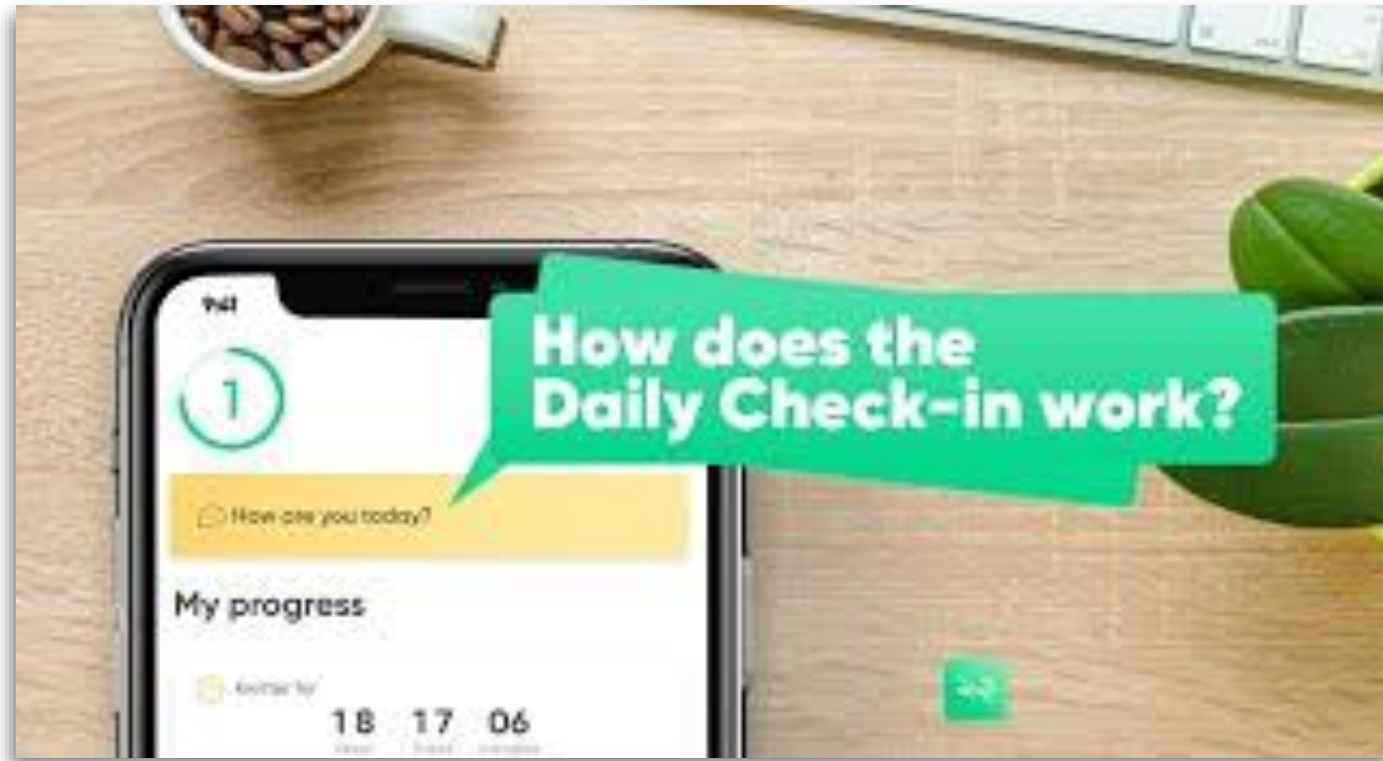 9:41
1
How does the
Daily Check-in work?
How are you today?
My progress
18 17 06